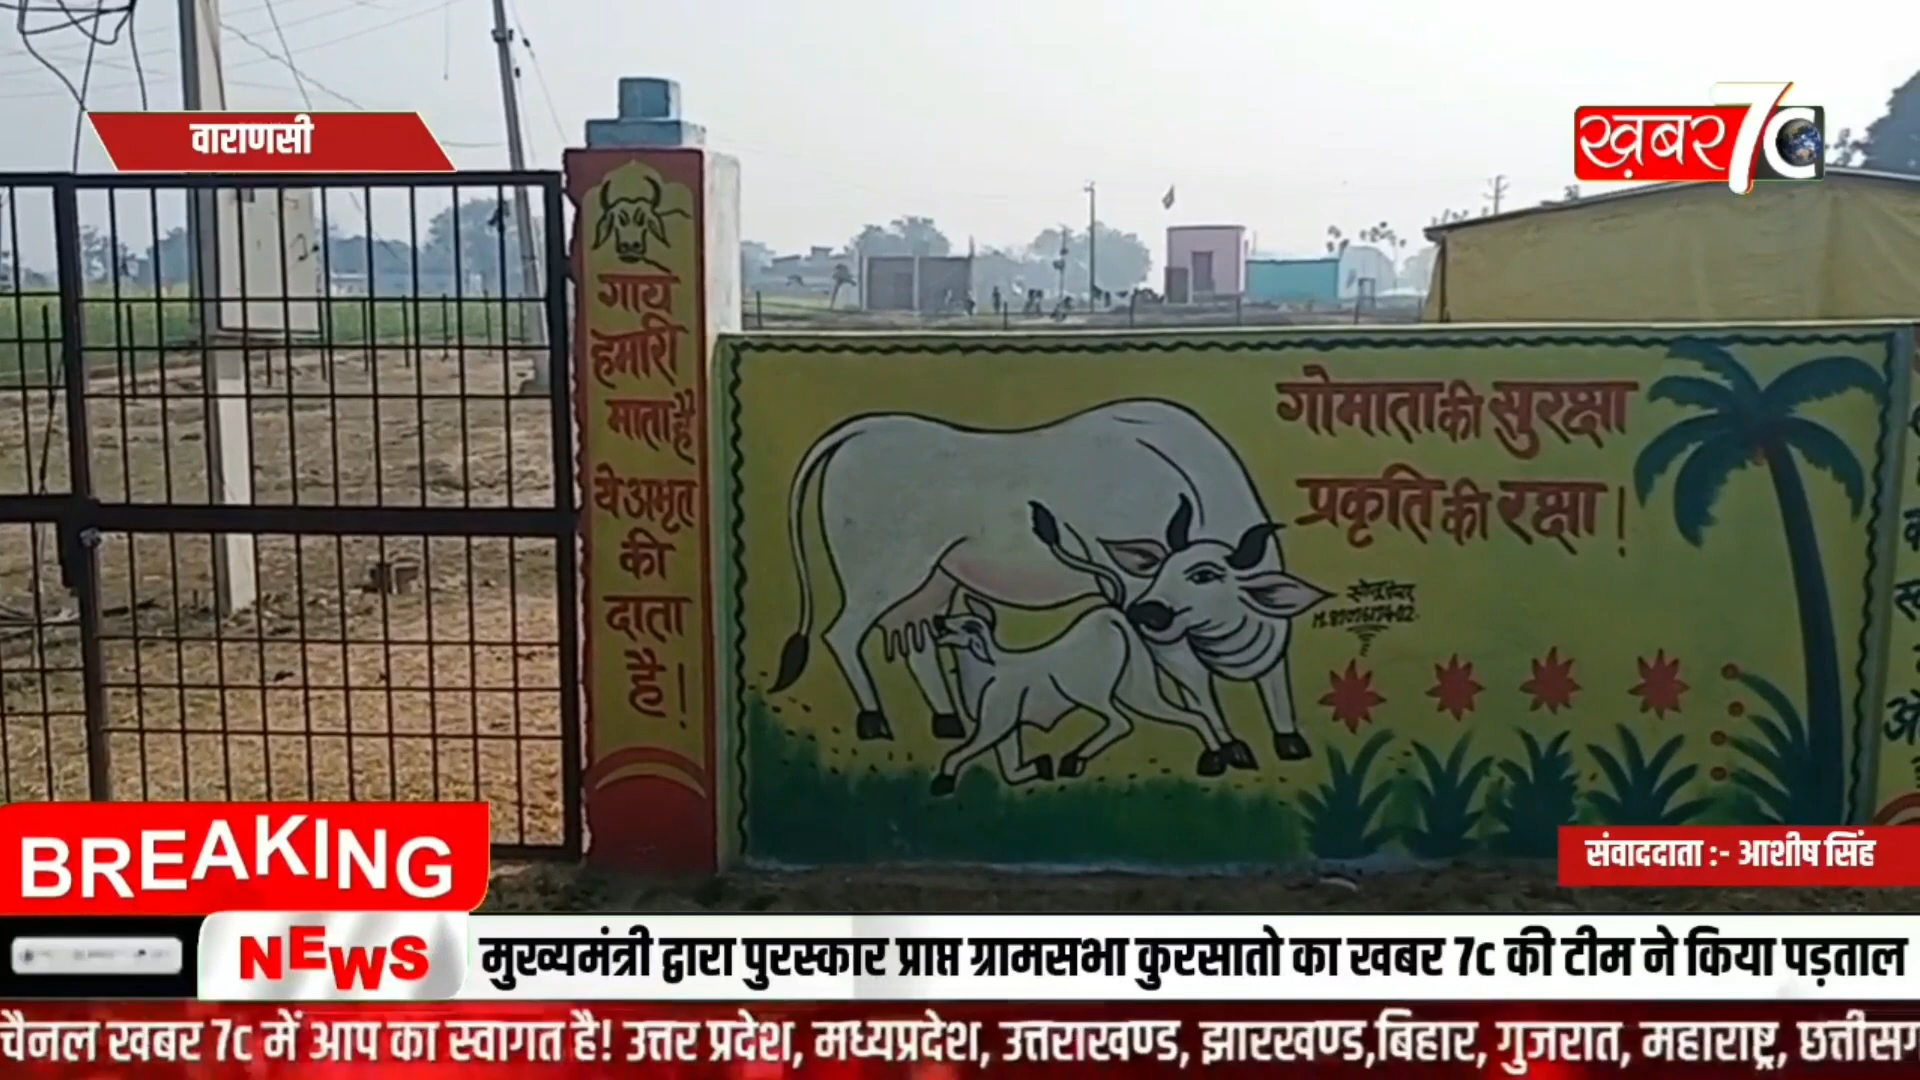 वाराणसी
ख़बर 7c
गाय
हमारी
माता है
ये अमृत
की
दाता
है!
गोमाता की सुरक्षा
प्रकृति की रक्षा!
संवाददाता :- आशीष सिंह
BREAKING
NEWS
मुख्यमंत्री द्वारा पुरस्कार प्राप्त ग्रामसभा कुरसातो का खबर 7c की टीम ने किया पड़ताल
चैनल खबर 7c में आप का स्वागत है! उत्तर प्रदेश, मध्यप्रदेश, उत्तराखण्ड, झारखण्ड,बिहार, गुजरात, महाराष्ट्र, छत्तीसग